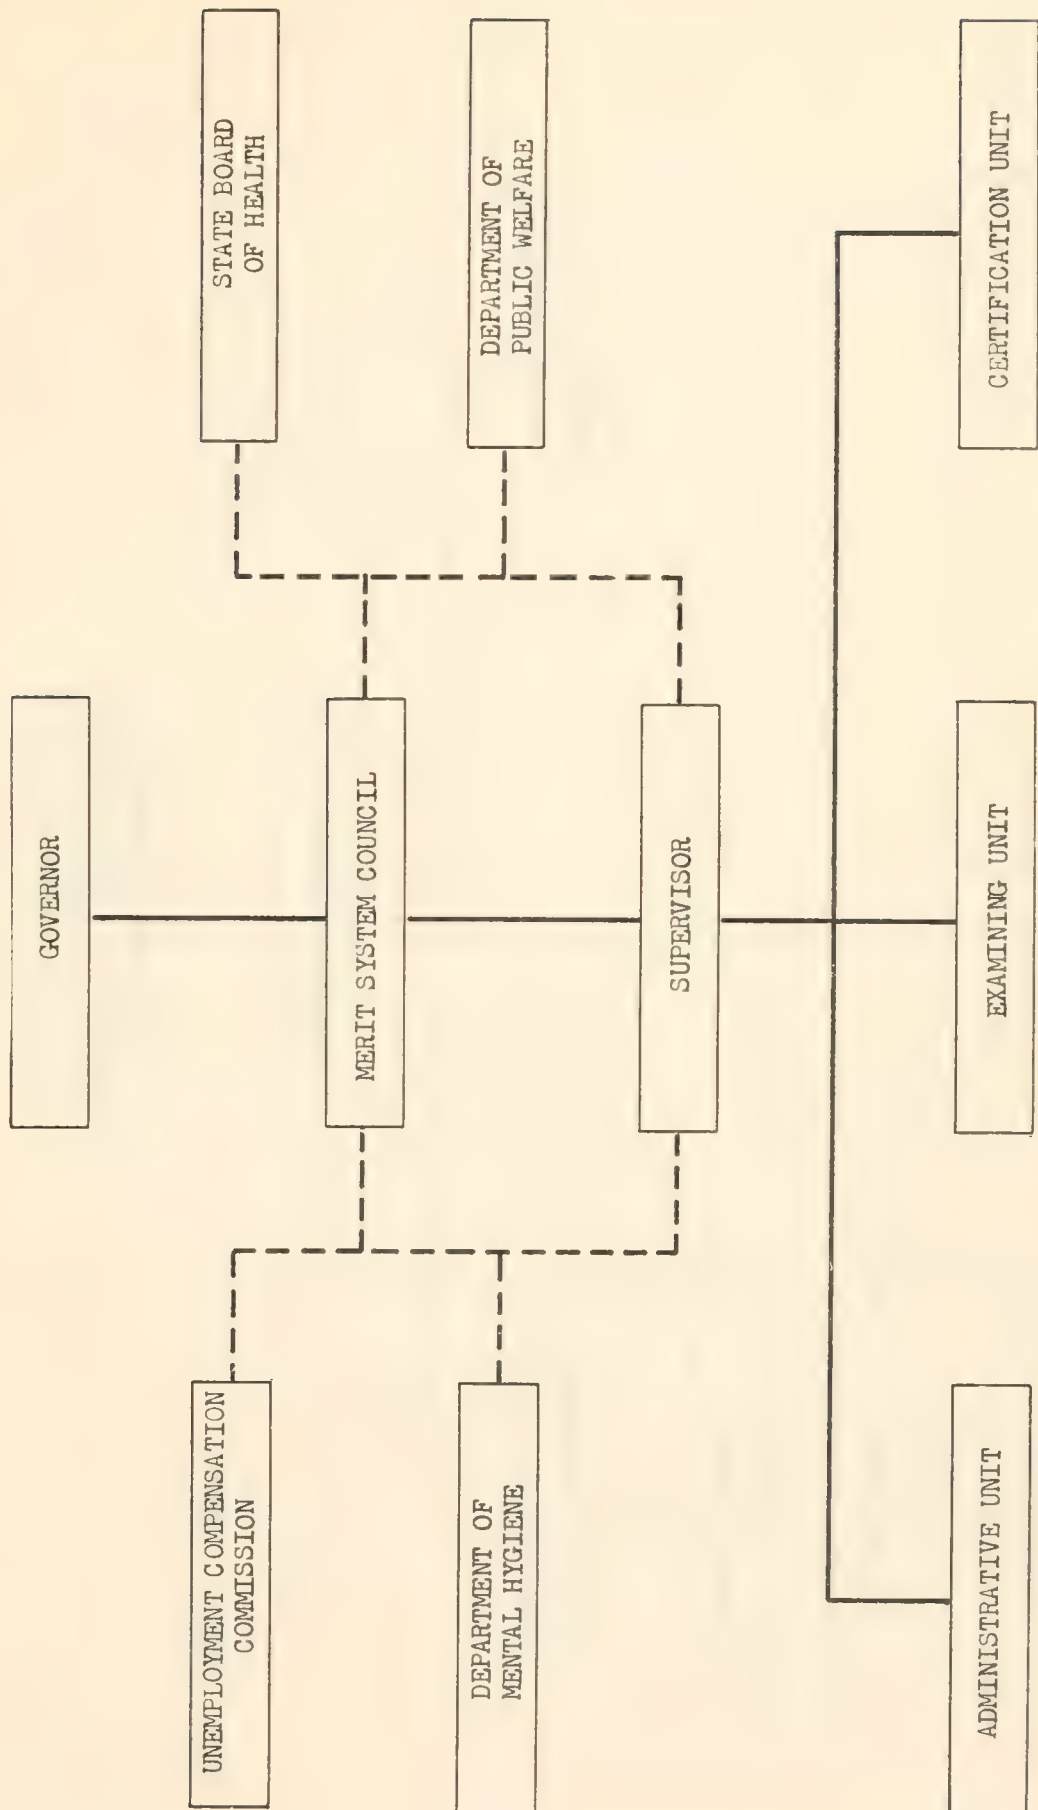 GOVERNOR
UNEMPLOYMENT COMPENSATION
COMMISSION
STATE BOARD
OF HEALTH
MERIT SYSTEM COUNCIL
DEPARTMENT OF
MENTAL HYGIENE
DEPARTMENT OF
PUBLIC WELFARE
SUPERVISOR
ADMINISTRATIVE UNIT
EXAMINING UNIT
CERTIFICATION UNIT